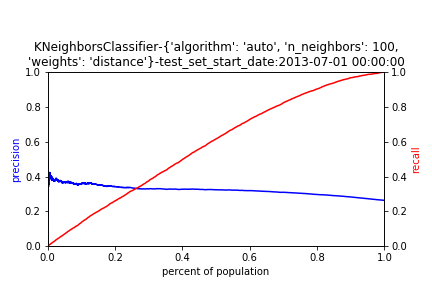 KNeighborsClassifier-{'algorithm': 'auto', 'n_neighbors': 100,
'weights': 'distance'}-test_set_start_date:2013-07-01 00:00:00
1.0
0.8
0.6
0.4
0.2
0.0
precision
1.0
0.8
0.6
0.4
0.2
0.0
recall
0.0 0.2 0.4 0.6 0.8 1.0
percent of population